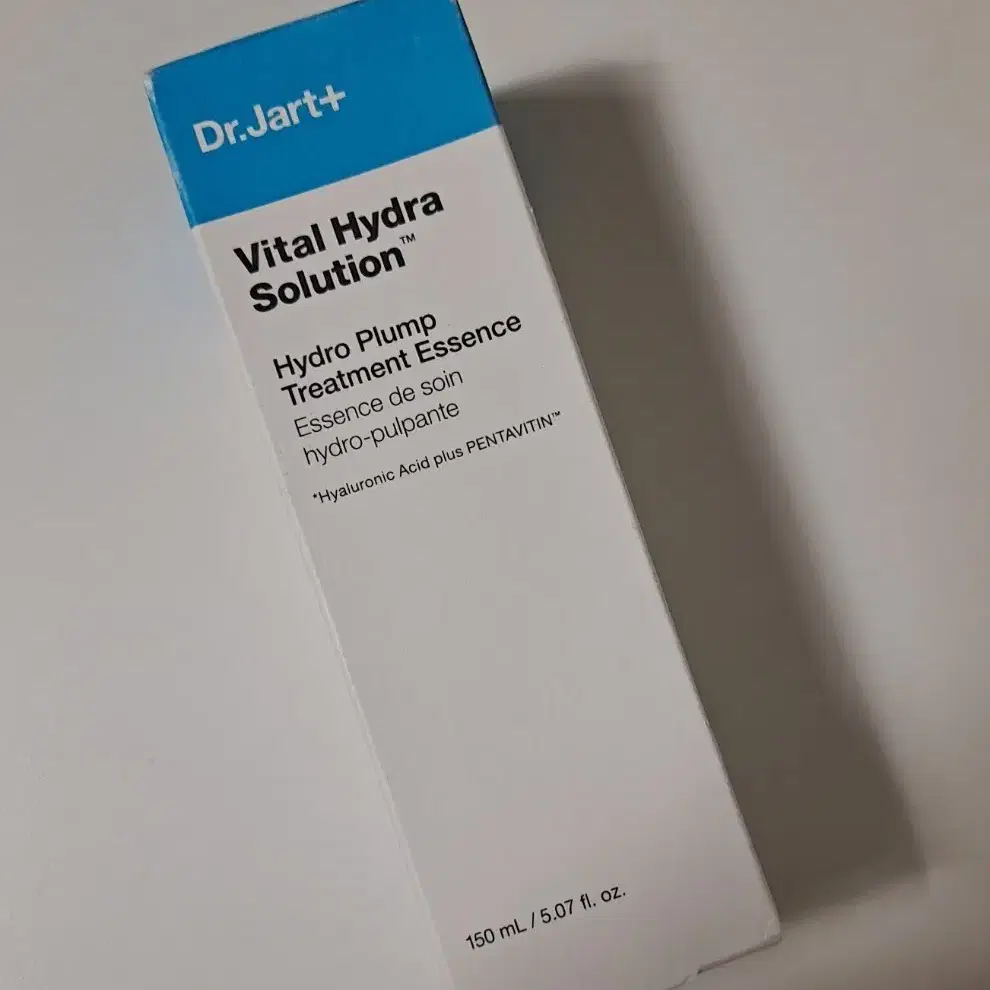 Dr.Jart+
Vital Hydra
Solution™
Hydro Plump
Treatment Essence
Essence de soin
hydro-pulpante
*Hyaluronic Acid plus PENTAVITIN™
150 mL / 5.07 fl. oz.